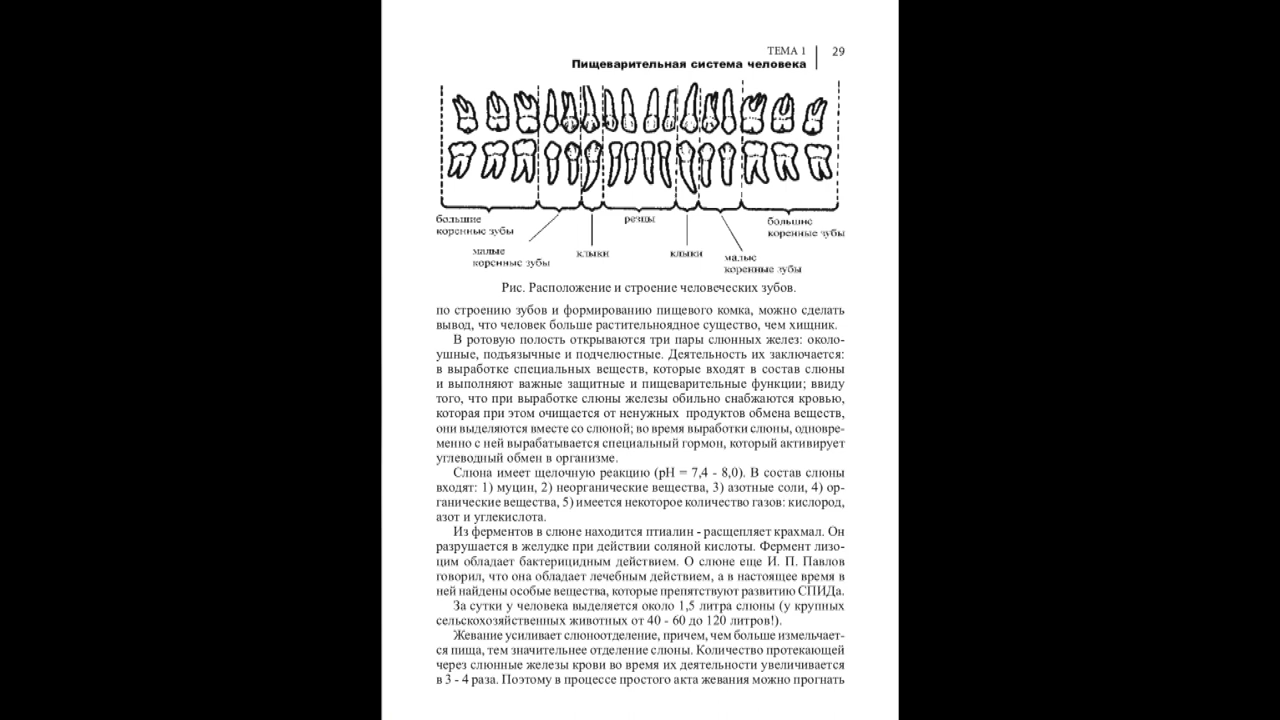 ТЕМА 1
29
Пищеварительная система человека
большие
коренные зубы
малые
коренные зубы
клыки
резцы
клыки
малые
коренные зубы
большие
коренные зубы
Рис. Расположение и строение человеческих зубов.
по строению зубов и формированию пищевого комка, можно сделать
вывод, что человек больше растительноядное существо, чем хищник.
В ротовую полость открываются три пары слюнных желез: около-
ушные, подъязычные и подчелюстные. Деятельность их заключается:
в выработке специальных веществ, которые входят в состав слюны
и выполняют важные защитные и пищеварительные функции; ввиду
того, что при выработке слюны железы обильно снабжаются кровью,
которая при этом очищается от ненужных продуктов обмена веществ,
они выделяются вместе со слюной; во время выработки слюны, одновре-
менно с ней вырабатывается специальный гормон, который активирует
углеводный обмен в организме.
Слюна имеет щелочную реакцию (pH = 7,4 - 8,0). В состав слюны
входят: 1) муцин, 2) неорганические вещества, 3) азотные соли, 4) ор-
ганические вещества, 5) имеется некоторое количество газов: кислород,
азот и углекислота.
Из ферментов в слюне находится птиалин - расщепляет крахмал. Он
разрушается в желудке при действии соляной кислоты. Фермент лизо-
цим обладает бактерицидным действием. О слюне еще И. П. Павлов
говорил, что она обладает лечебным действием, а в настоящее время в
ней найдены особые вещества, которые препятствуют развитию СПИДа.
За сутки у человека выделяется около 1,5 литра слюны (у крупных
сельскохозяйственных животных от 40 - 60 до 120 литров!).
Жевание усиливает слюноотделение, причем, чем больше измельчает-
ся пища, тем значительнее отделение слюны. Количество протекающей
через слюнные железы крови во время их деятельности увеличивается
в 3 - 4 раза. Поэтому в процессе простого акта жевания можно прогнать